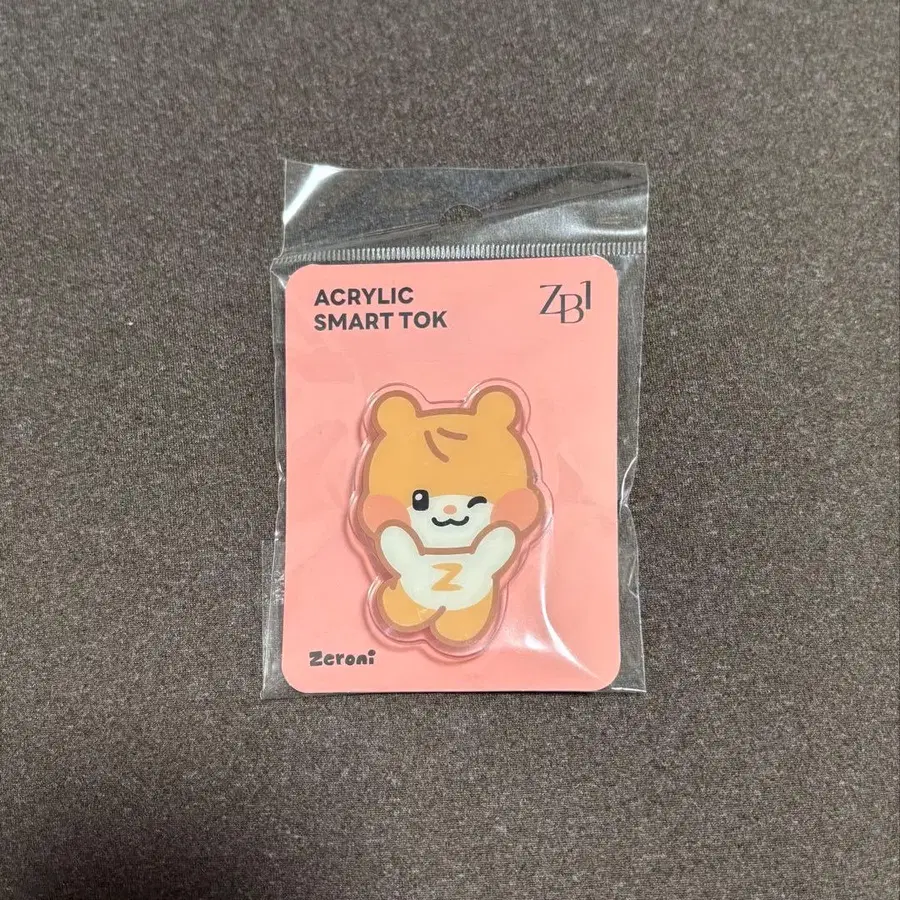 ACRYLIC
SMART TOK
ZB1
Z
Zeroni